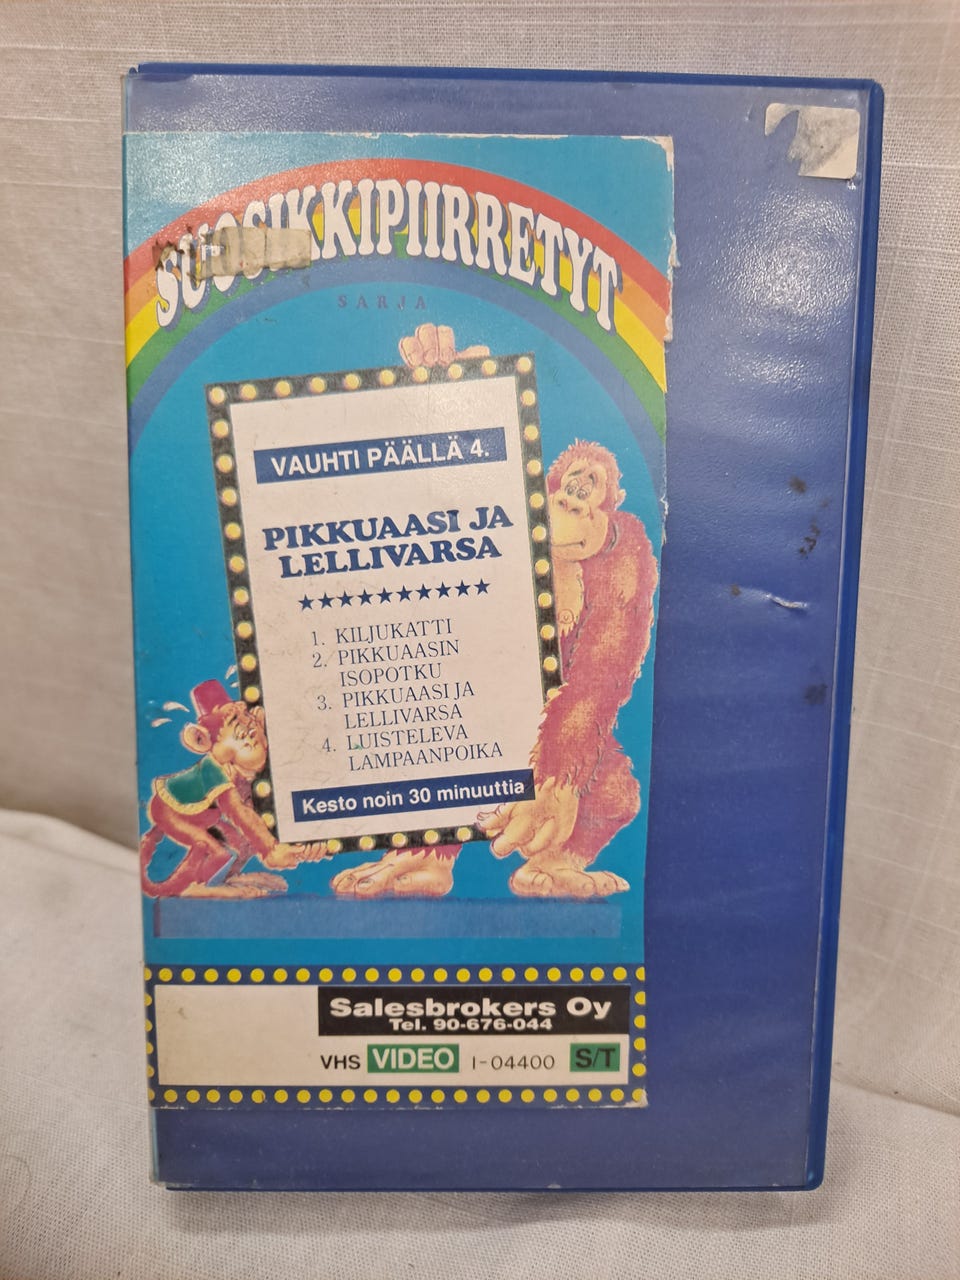 SUOSIKKIPIIRRETYT
SARJA
VAUHTI PÄÄLLÄ 4.
PIKKUAASI JA
LELLIVARSA
★★★★★★★★★★
1. KILJUKATTI
2. PIKKUAASIN
ISOPOTKU
3. PIKKUAASI JA
LELLIVARSA
4. LUISTELEVA
LAMPAANPOIKA
Kesto noin 30 minuuttia
Salesbrokers Oy
Tel. 90-676-044
VHS VIDEO I-04400 S/T